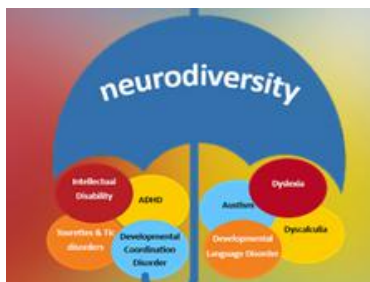 neurodiversity
Intellectual
Disability
ADHD
Tourettes & Tic
disorders
Developmental
Coordination
Disorder
Dyslexia
Autism
Dyscalculia
Developmental
Language Disorder